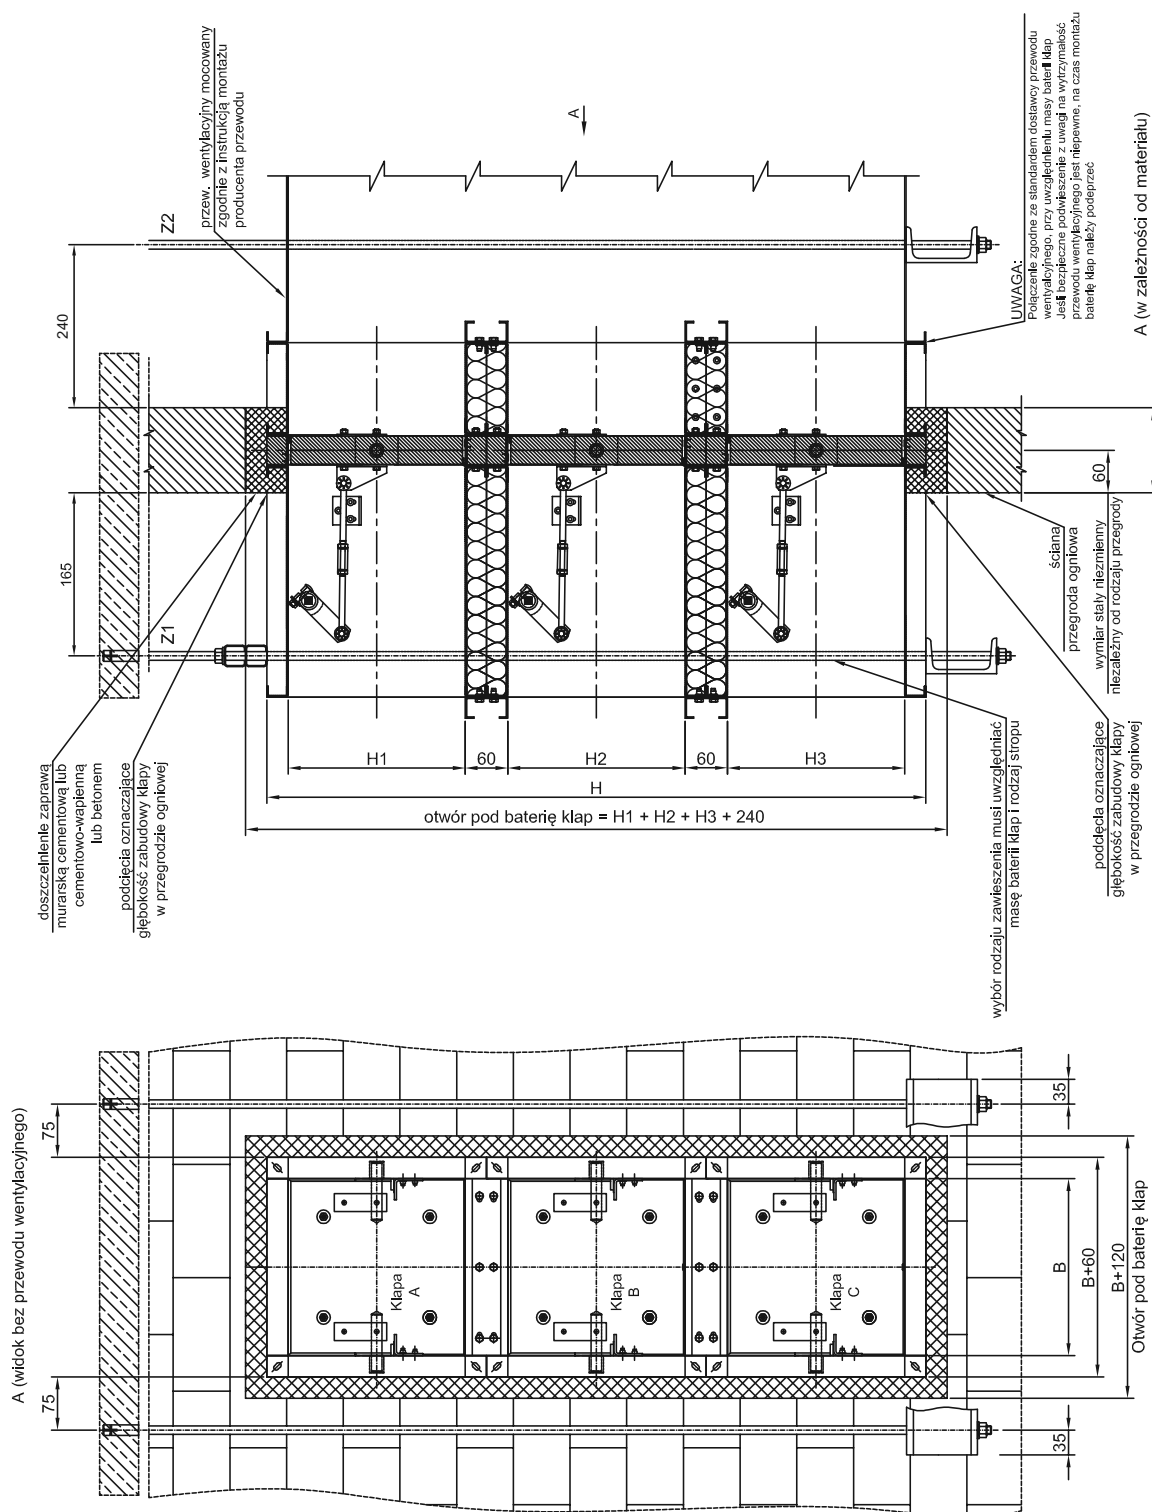 przew. wentylacyjny mocowany
zgodnie z instrukcją montażu
producenta przewodu
Z2
A
240
165
Z1
UWAGA:
Połączenie zgodne ze standardem dostawcy przewodu
wentyalcyjnego, przy uwzględnieniu masy baterii klap
Jeśli bezpieczne podwieszenie z uwagi na wytrzymałość
przewodu wentylacyjnego jest niepewne, na czas montażu
baterię klap należy podeprzeć
A (w zależności od materiału)
60
ściana
przegroda ogniowa
wymiar stały niezmienny
niezależny od rodzaju przegrody
doszczelnienie zaprawą
murarską cementową lub
cementowo-wapienną
lub betonem
podcięcia oznaczające
głębokość zabudowy klapy
w przegrodzie ogniowej
H1
60
H2
60
H3
H
otwór pod baterię klap = H1 + H2 + H3 + 240
wybór rodzaju zawieszenia musi uwzględniać
masę baterii klap i rodzaj stropu
podcięcia oznaczające
głębokość zabudowy klapy
w przegrodzie ogniowej
A (widok bez przewodu wentylacyjnego)
75
75
Klapa
A
Klapa
B
Klapa
C
35
35
B
B+60
B+120
Otwór pod baterię klap